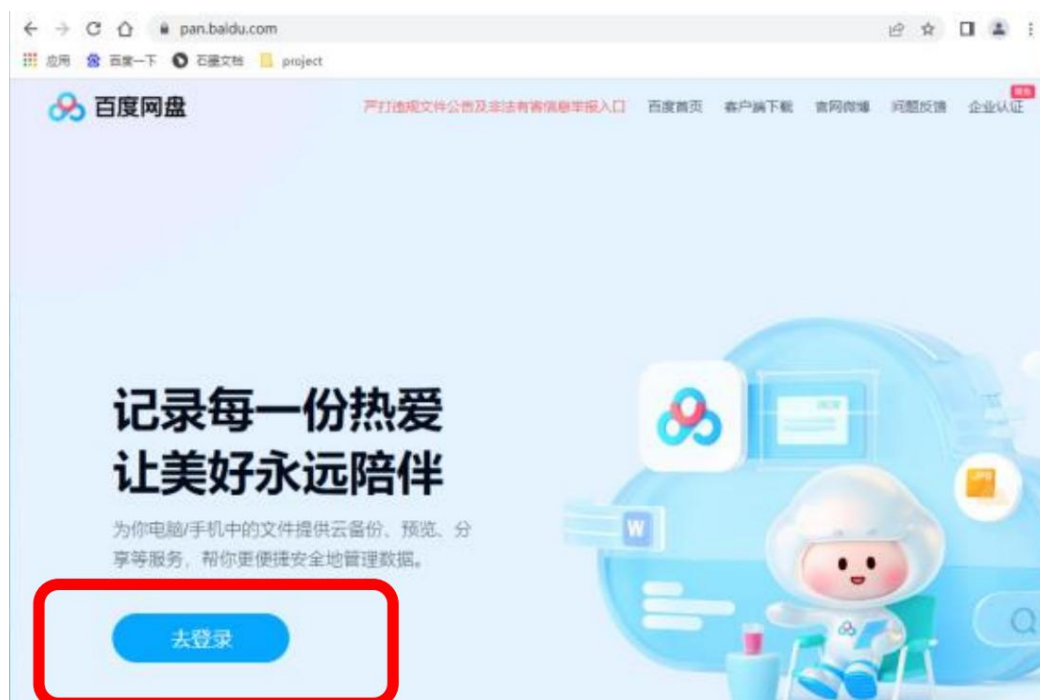 pan.baidu.com
应用 百度一下 石墨文档 project
百度网盘 严打违规文件公告及非法有害信息举报入口 百度首页 客户端下载 官网微博 问题反馈 企业认证
记录每一份热爱
让美好永远陪伴
为你电脑/手机中的文件提供云备份、预览、分
享等服务，帮你更便捷安全地管理数据。
W
JPG
去登录